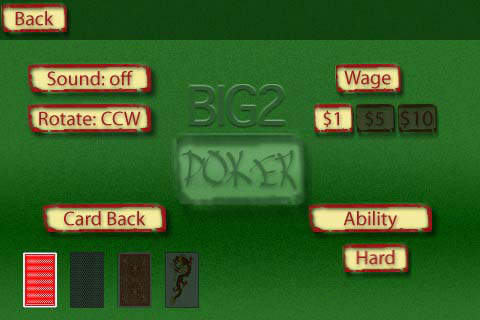 Back
Sound: off
Wage
Rotate: CCW
$1 $5 $10
BIG2
POKER
Card Back
Ability
Hard